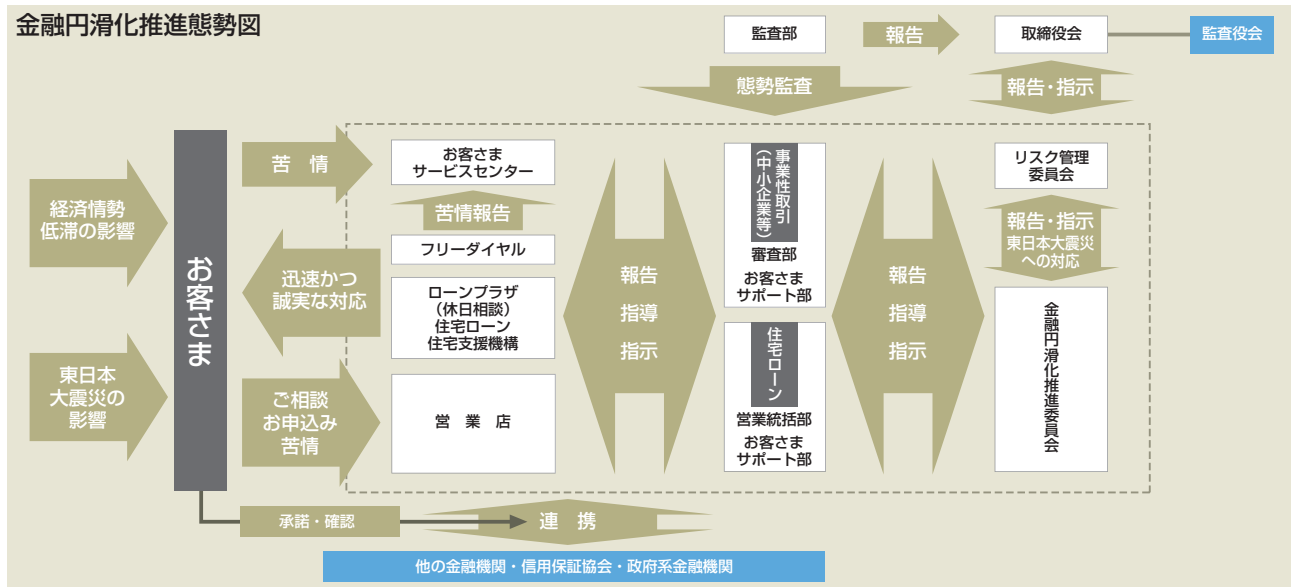 金融円滑化推進態勢図
監査部
報告
取締役会
監査役会
態勢監査
報告・指示
経済情勢
低滞の影響
東日本
大震災の
影響
お客さま
苦 情
迅速かつ
誠実な対応
ご相談
お申込み
苦情
お客さま
サービスセンター
苦情報告
フリーダイヤル
ローンプラザ
(休日相談)
住宅ローン
住宅支援機構
営 業 店
報告
指導
指示
事業性取引
(中小企業等)
審査部
お客さま
サポート部
住宅ローン
営業統括部
お客さま
サポート部
報告
指導
指示
リスク管理
委員会
報告・指示
東日本大震災
への対応
金融円滑化推進委員会
承諾・確認
連 携
他の金融機関・信用保証協会・政府系金融機関